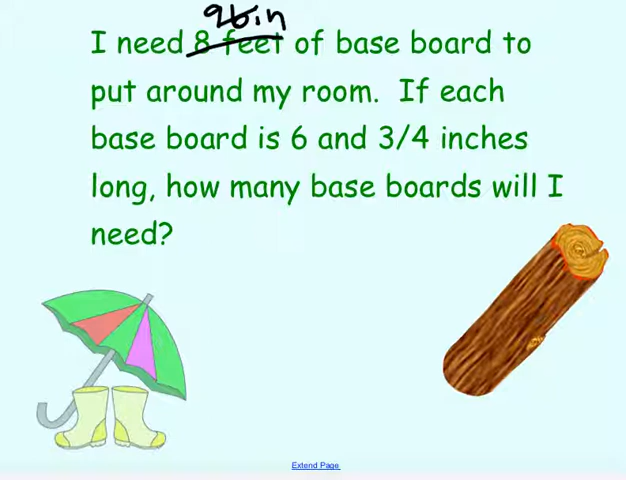 96in
I need 8 feet of base board to
put around my room. If each
base board is 6 and 3/4 inches
long, how many base boards will I
need?
Extend Page